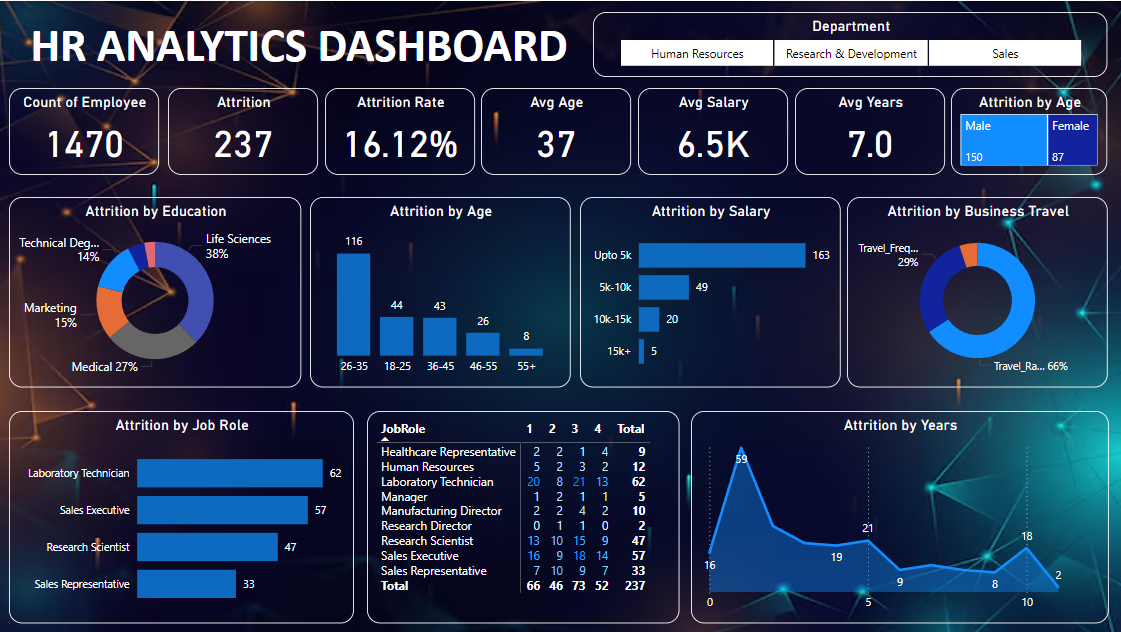 HR ANALYTICS DASHBOARD
Department
Human Resources
Research & Development
Sales
Count of Employee
1470
Attrition
237
Attrition Rate
16.12%
Avg Age
37
Avg Salary
6.5K
Avg Years
7.0
Attrition by Age
Male
150
Female
87
Attrition by Education
Technical Deg...
14%
Life Sciences
38%
Marketing
15%
Medical 27%
Attrition by Age
116
44
43
26
8
26-35 18-25 36-45 46-55 55+
Attrition by Salary
Upto 5k 163
5k-10k 49
10k-15k 20
15k+ 5
Attrition by Business Travel
Travel_Freq...
29%
Travel_Ra... 66%
Attrition by Job Role
Laboratory Technician 62
Sales Executive 57
Research Scientist 47
Sales Representative 33
JobRole 1 2 3 4 Total
Healthcare Representative 2 2 1 4 9
Human Resources 5 2 3 2 12
Laboratory Technician 20 8 21 13 62
Manager 1 2 1 1 5
Manufacturing Director 2 2 4 2 10
Research Director 0 1 1 0 2
Research Scientist 13 10 15 9 47
Sales Executive 16 9 18 14 57
Sales Representative 7 10 9 7 33
Total 66 46 73 52 237
Attrition by Years
59
21
18
16
19
9
8
2
0 5 10